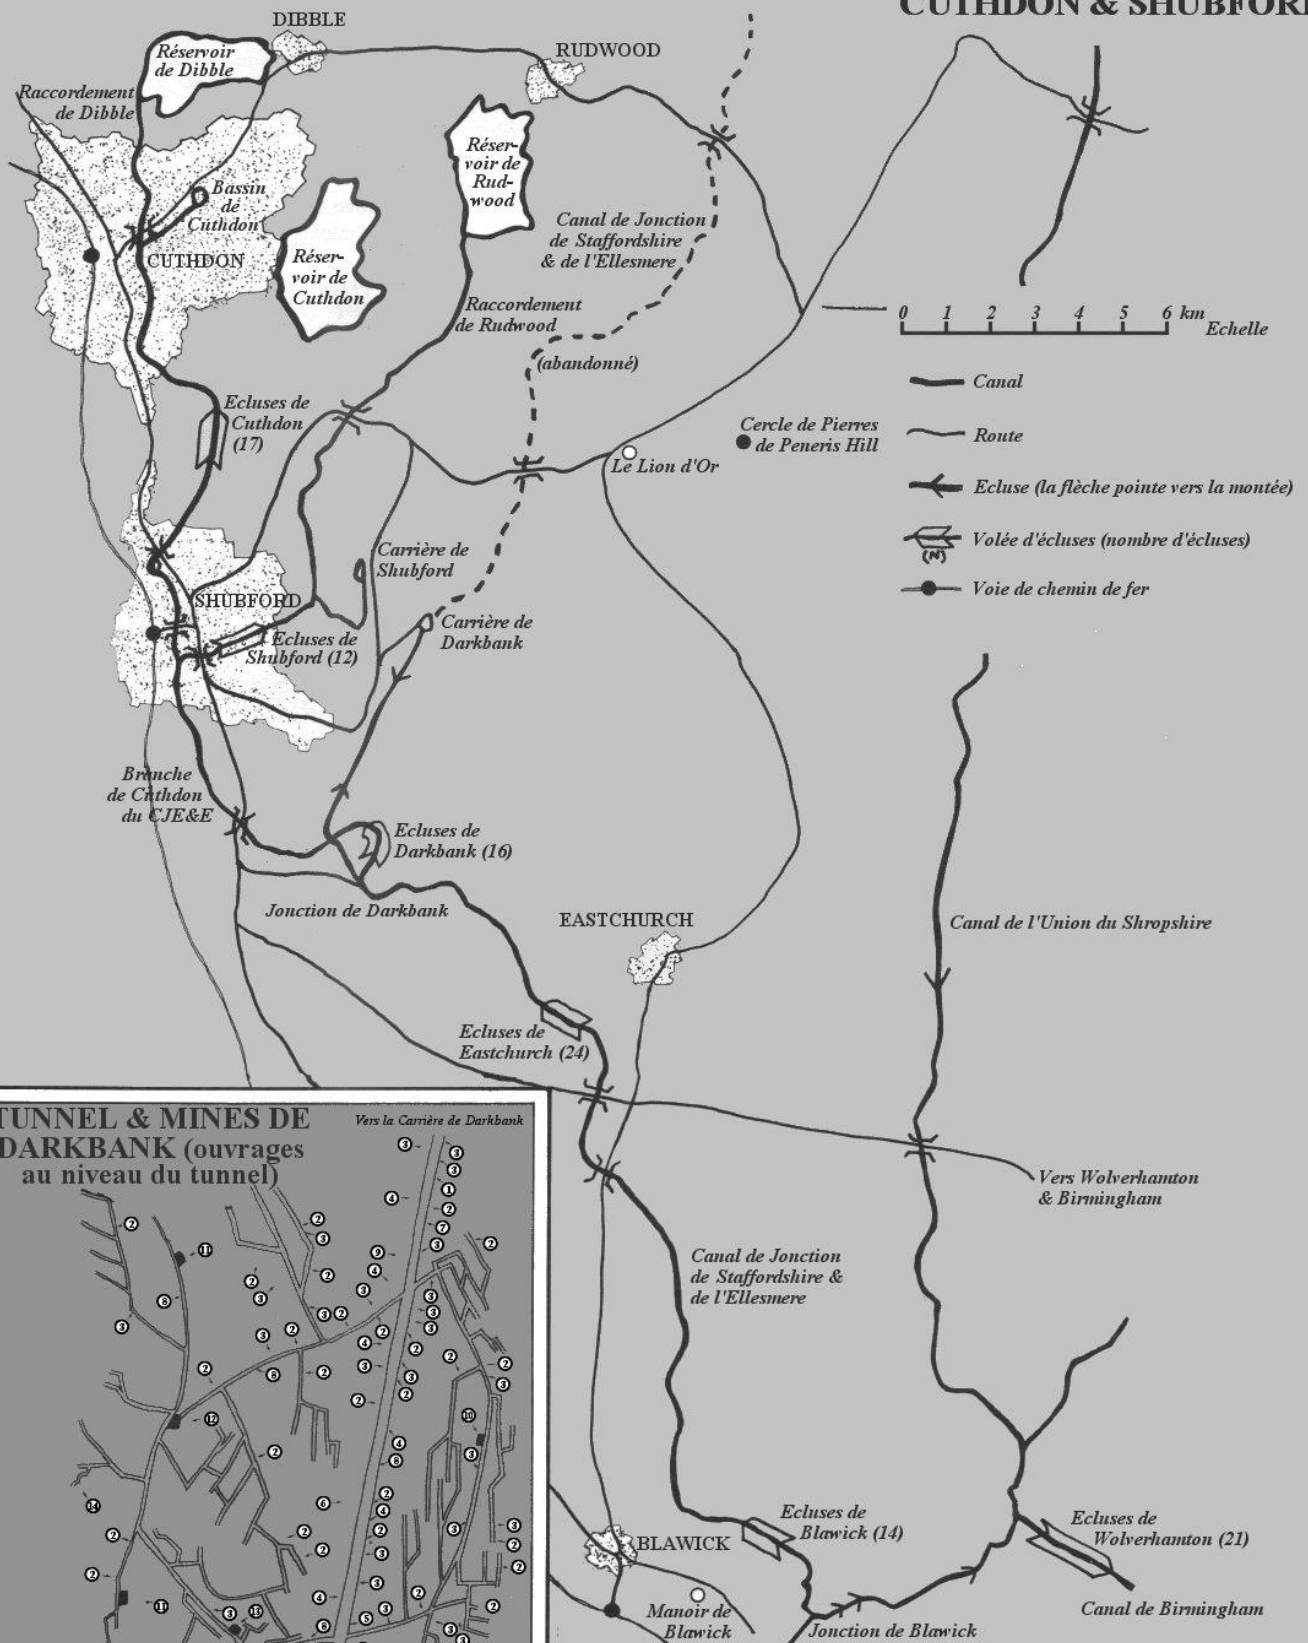 CUTHDON & SHUBFORD
DIBBLE
Réservoir
de Dibble
RUDWOOD
Raccordement
de Dibble
Réser-
voir de
Rud-
wood
Bassin
de
Cuthdon
CUTHDON
Réser-
voir de
Cuthdon
Canal de Jonction
de Staffordshire
& de l'Ellesmere
Raccordement
de Rudwood
(abandonné)
0 1 2 3 4 5 6 km
Echelle
Canal
Route
Ecluse (la flèche pointe vers la montée)
Volée d'écluses (nombre d'écluses)
(N)
Voie de chemin de fer
Ecluses de
Cuthdon
(17)
Cercle de Pierres
de Peneris Hill
Le Lion d'Or
Carrière de
Shubford
SHUBFORD
Ecluses de
Shubford (12)
Carrière de
Darkbank
Branche
de Cuthdon
du CJE&E
Ecluses de
Darkbank (16)
Jonction de Darkbank
EASTCHURCH
Canal de l'Union du Shropshire
Ecluses de
Eastchurch (24)
Vers Wolverhamton
& Birmingham
Canal de Jonction
de Staffordshire &
de l'Ellesmere
Ecluses de
Blawick (14)
BLAWICK
Manoir de
Blawick
Jonction de Blawick
Ecluses de
Wolverhamton (21)
Canal de Birmingham
TUNNEL & MINES DE
DARKBANK (ouvrages
au niveau du tunnel)
Vers la Carrière de Darkbank